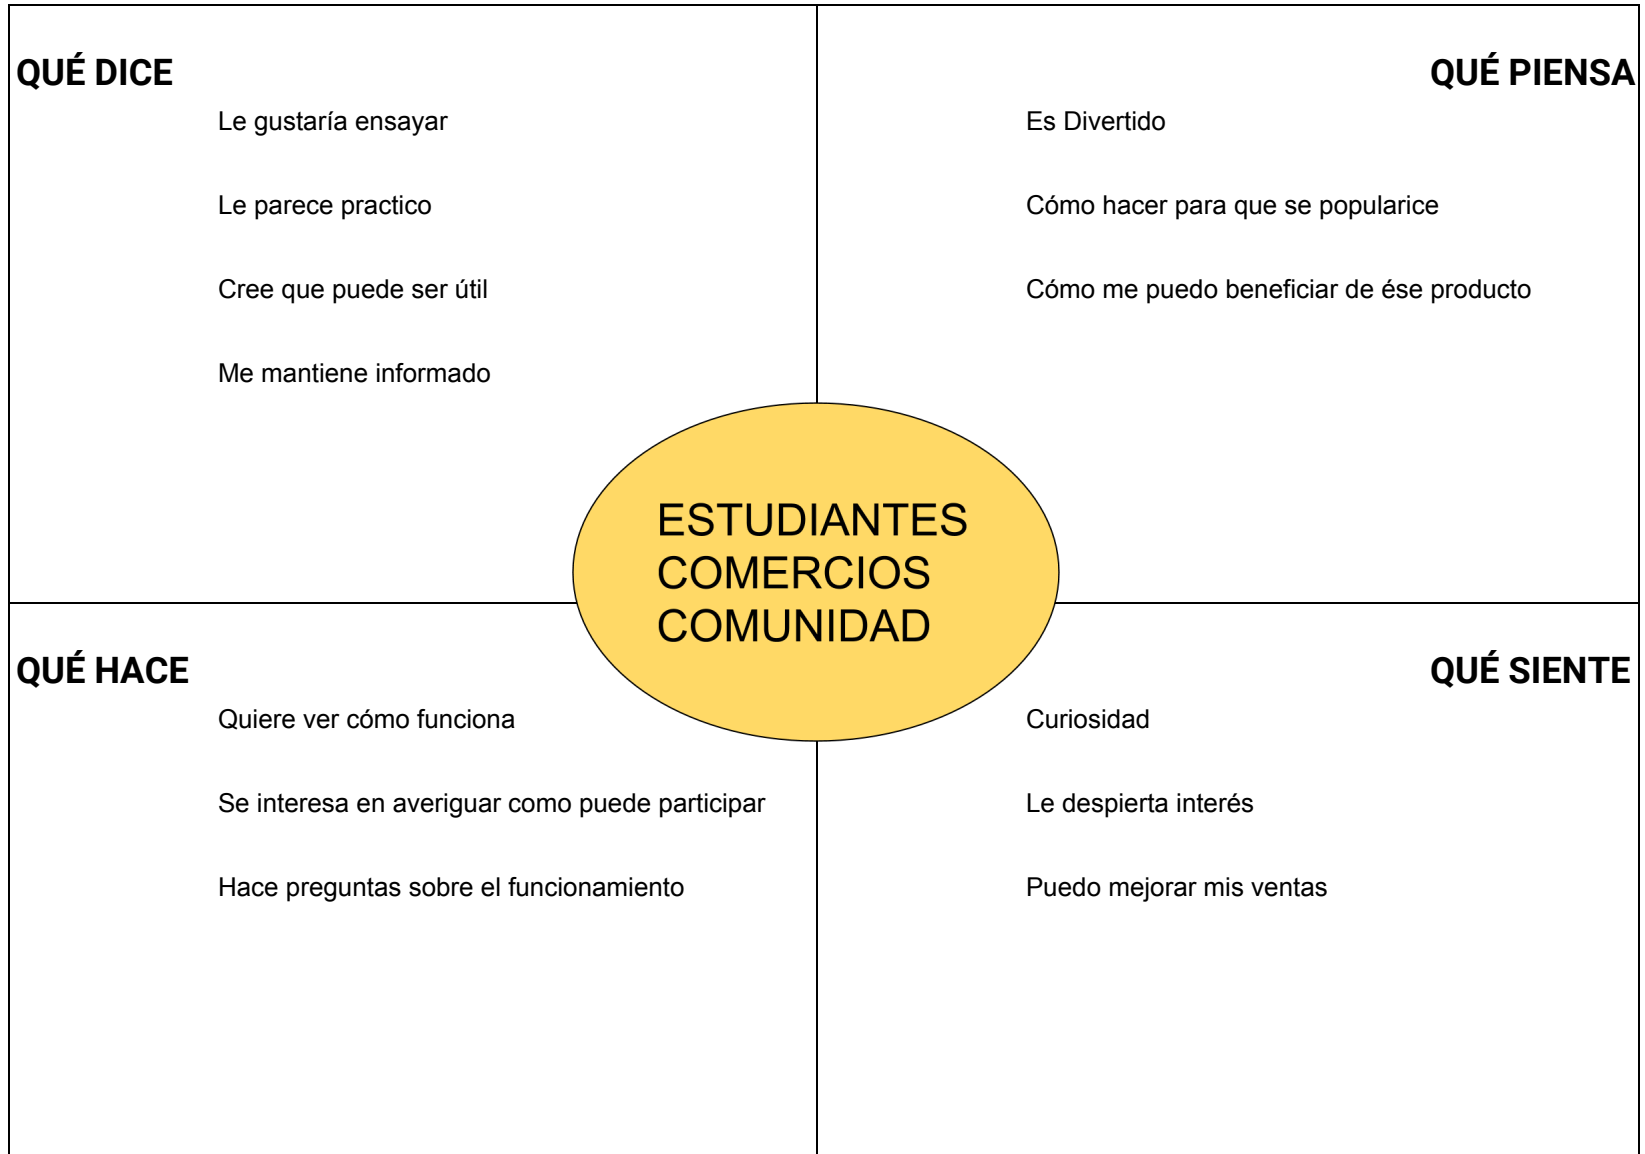 QUÉ DICE
Le gustaría ensayar
Le parece practico
Cree que puede ser útil
Me mantiene informado
QUÉ PIENSA
Es Divertido
Cómo hacer para que se popularice
Cómo me puedo beneficiar de ése producto
ESTUDIANTES
COMERCIOS
COMUNIDAD
QUÉ HACE
Quiere ver cómo funciona
Se interesa en averiguar como puede participar
Hace preguntas sobre el funcionamiento
QUÉ SIENTE
Curiosidad
Le despierta interés
Puedo mejorar mis ventas